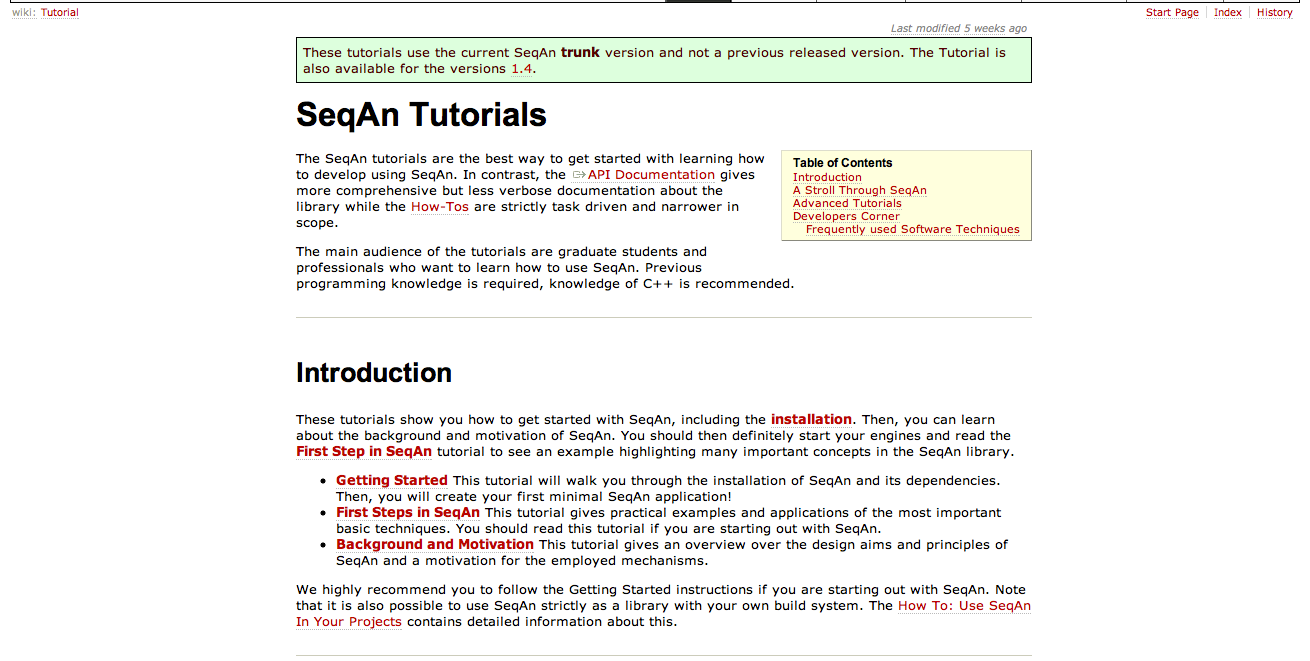 wiki: Tutorial
Start Page Index History
Last modified 5 weeks ago
These tutorials use the current SeqAn trunk version and not a previous released version. The Tutorial is
also available for the versions 1.4.
SeqAn Tutorials
The SeqAn tutorials are the best way to get started with learning how
to develop using SeqAn. In contrast, the API Documentation gives
more comprehensive but less verbose documentation about the
library while the How-Tos are strictly task driven and narrower in
scope.
Table of Contents
Introduction
A Stroll Through SeqAn
Advanced Tutorials
Developers Corner
Frequently used Software Techniques
The main audience of the tutorials are graduate students and
professionals who want to learn how to use SeqAn. Previous
programming knowledge is required, knowledge of C++ is recommended.
Introduction
These tutorials show you how to get started with SeqAn, including the installation. Then, you can learn
about the background and motivation of SeqAn. You should then definitely start your engines and read the
First Step in SeqAn tutorial to see an example highlighting many important concepts in the SeqAn library.
• Getting Started This tutorial will walk you through the installation of SeqAn and its dependencies.
Then, you will create your first minimal SeqAn application!
• First Steps in SeqAn This tutorial gives practical examples and applications of the most important
basic techniques. You should read this tutorial if you are starting out with SeqAn.
• Background and Motivation This tutorial gives an overview over the design aims and principles of
SeqAn and a motivation for the employed mechanisms.
We highly recommend you to follow the Getting Started instructions if you are starting out with SeqAn. Note
that it is also possible to use SeqAn strictly as a library with your own build system. The How To: Use SeqAn
In Your Projects contains detailed information about this.